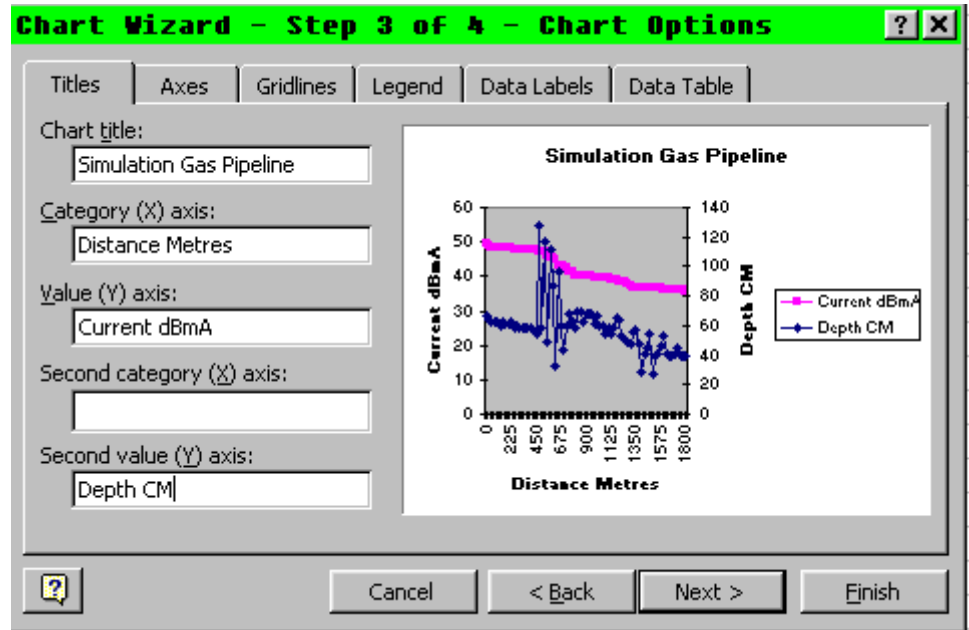 Chart Wizard - Step 3 of 4 - Chart Options
Titles Axes Gridlines Legend Data Labels Data Table
Chart title:
Simulation Gas Pipeline
Category (X) axis:
Distance Metres
Value (Y) axis:
Current dBmA
Second category (X) axis:
Second value (Y) axis:
Depth CM
Simulation Gas Pipeline
Current dBmA
60
50
40
30
20
10
0
140
120
100
80
60
40
20
0
Depth CM
0 225 450 675 900 1125 1350 1575 1800
Distance Metres
Current dBmA
Depth CM
Cancel < Back Next > Finish